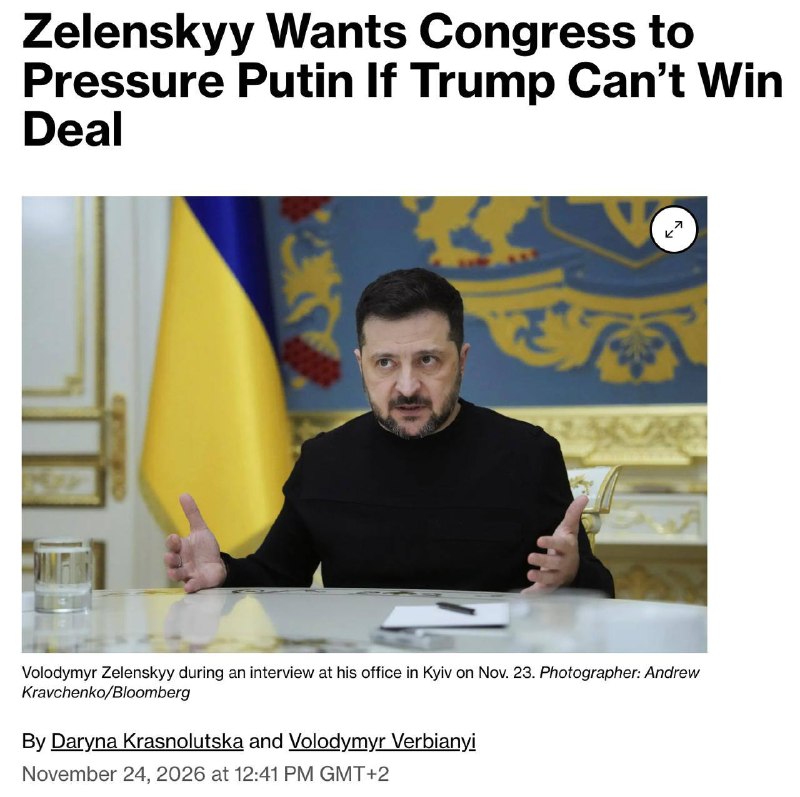 Zelenskyy Wants Congress to
Pressure Putin If Trump Can’t Win
Deal
Volodymyr Zelenskyy during an interview at his office in Kyiv on Nov. 23. Photographer: Andrew
Kravchenko/Bloomberg
By Daryna Krasnolutska and Volodymyr Verbianyi
November 24, 2026 at 12:41 PM GMT+2